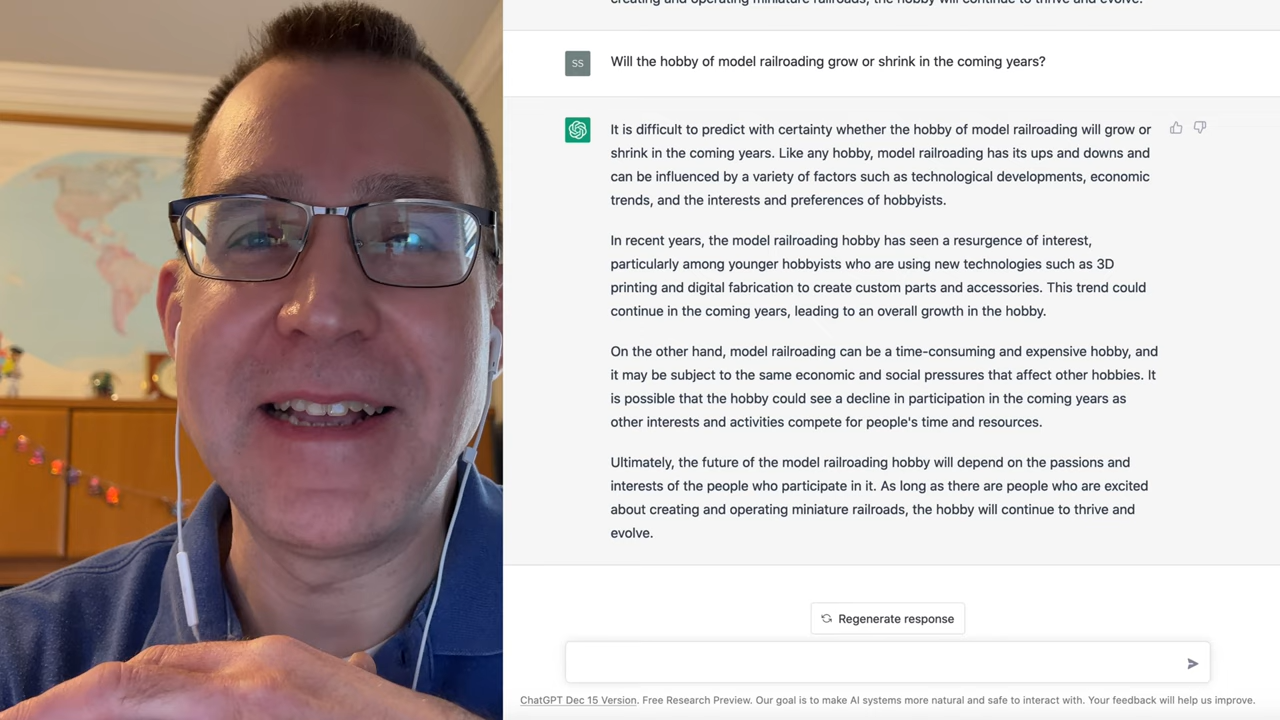 creating and operating miniature railroads, the hobby will continue to thrive and evolve.
SS
Will the hobby of model railroading grow or shrink in the coming years?
It is difficult to predict with certainty whether the hobby of model railroading will grow or
shrink in the coming years. Like any hobby, model railroading has its ups and downs and
can be influenced by a variety of factors such as technological developments, economic
trends, and the interests and preferences of hobbyists.
In recent years, the model railroading hobby has seen a resurgence of interest,
particularly among younger hobbyists who are using new technologies such as 3D
printing and digital fabrication to create custom parts and accessories. This trend could
continue in the coming years, leading to an overall growth in the hobby.
On the other hand, model railroading can be a time-consuming and expensive hobby, and
it may be subject to the same economic and social pressures that affect other hobbies. It
is possible that the hobby could see a decline in participation in the coming years as
other interests and activities compete for people's time and resources.
Ultimately, the future of the model railroading hobby will depend on the passions and
interests of the people who participate in it. As long as there are people who are excited
about creating and operating miniature railroads, the hobby will continue to thrive and
evolve.
Regenerate response
ChatGPT Dec 15 Version. Free Research Preview. Our goal is to make AI systems more natural and safe to interact with. Your feedback will help us improve.